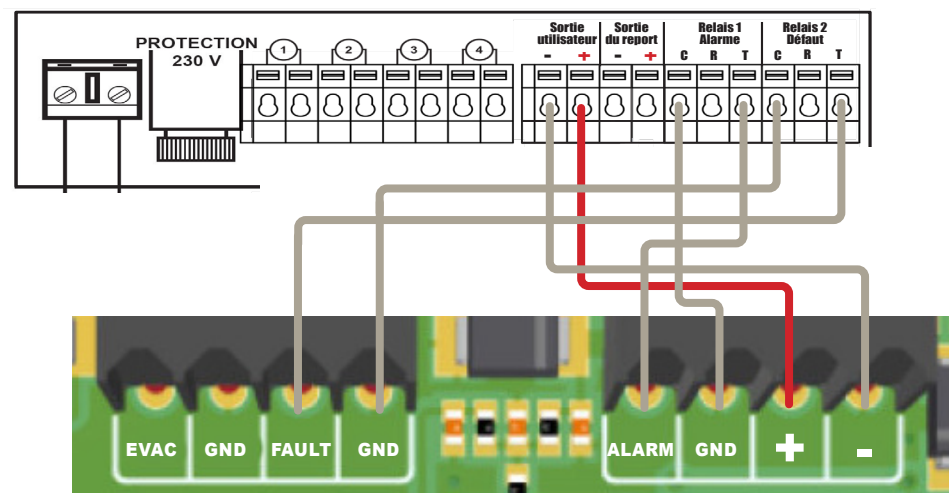 PROTECTION
230 V
1 2 3 4
Sortie
utilisateur
- +
Sortie
du report
- +
Relais 1
Alarme
C R T
Relais 2
Défaut
C R T
EVAC GND FAULT GND
ALARM GND + -